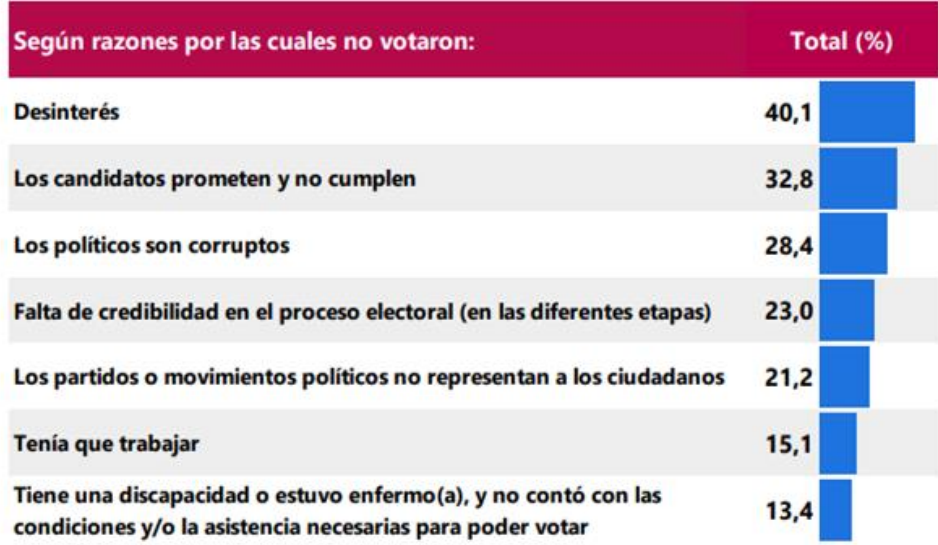 Según razones por las cuales no votaron: Total (%)
Desinterés 40,1
Los candidatos prometen y no cumplen 32,8
Los políticos son corruptos 28,4
Falta de credibilidad en el proceso electoral (en las diferentes etapas) 23,0
Los partidos o movimientos políticos no representan a los ciudadanos 21,2
Tenía que trabajar 15,1
Tiene una discapacidad o estuvo enfermo(a), y no contó con las
condiciones y/o la asistencia necesarias para poder votar 13,4